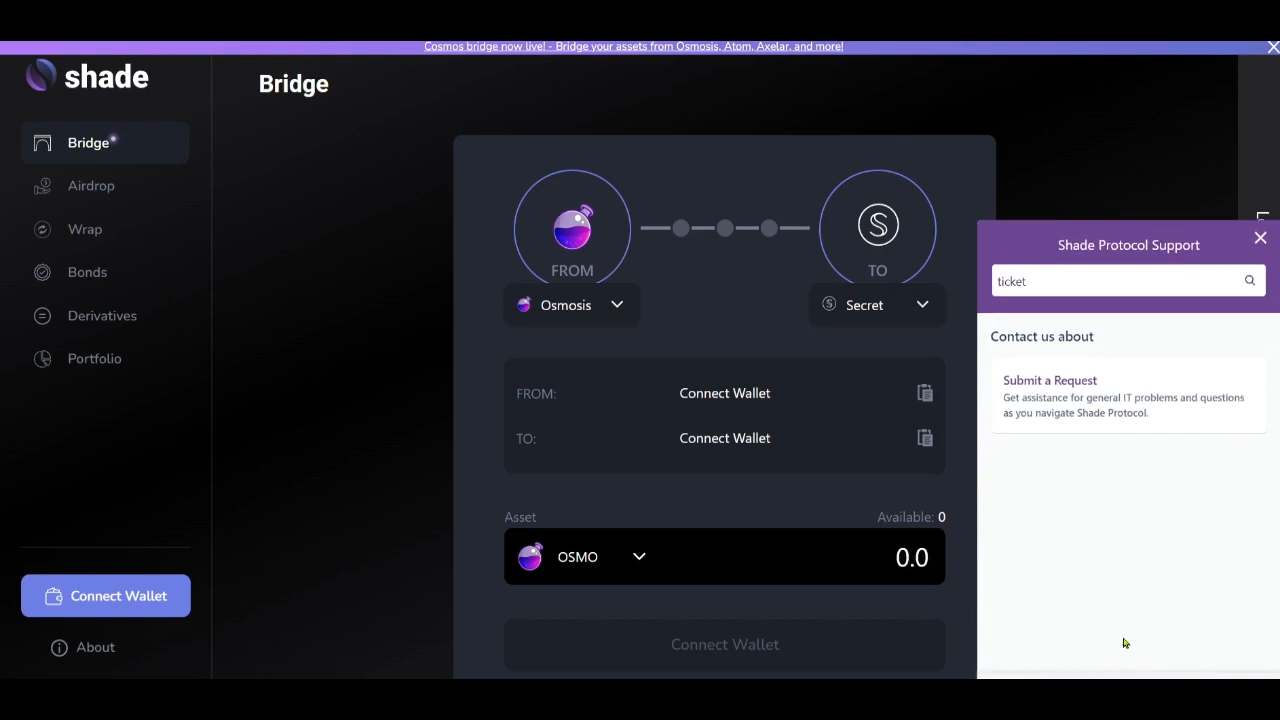 Cosmos bridge now live! - Bridge your assets from Osmosis, Atom, Axelar, and more!
shade
Bridge
Bridge
Airdrop
Wrap
Bonds
Derivatives
Portfolio
Connect Wallet
About
FROM
TO
Osmosis
Secret
FROM:
Connect Wallet
TO:
Connect Wallet
Asset
Available: 0
OSMO
0.0
Connect Wallet
Shade Protocol Support
ticket
Contact us about
Submit a Request
Get assistance for general IT problems and questions
as you navigate Shade Protocol.